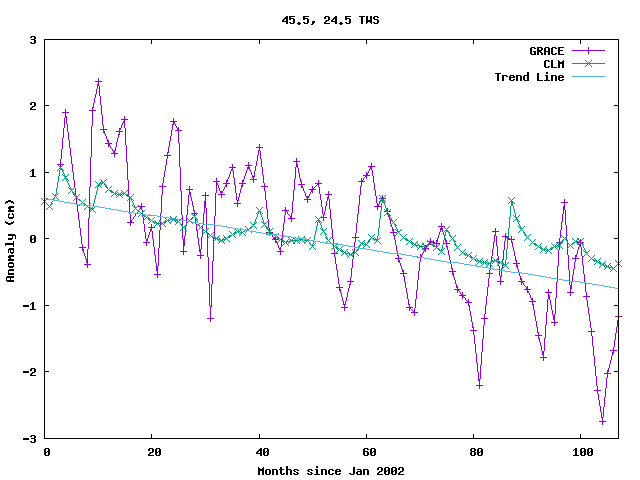 45.5, 24.5 TWS
GRACE
CLM
Trend Line
3
2
1
0
-1
-2
-3
Anomaly (cm)
0 20 40 60 80 100
Months since Jan 2002